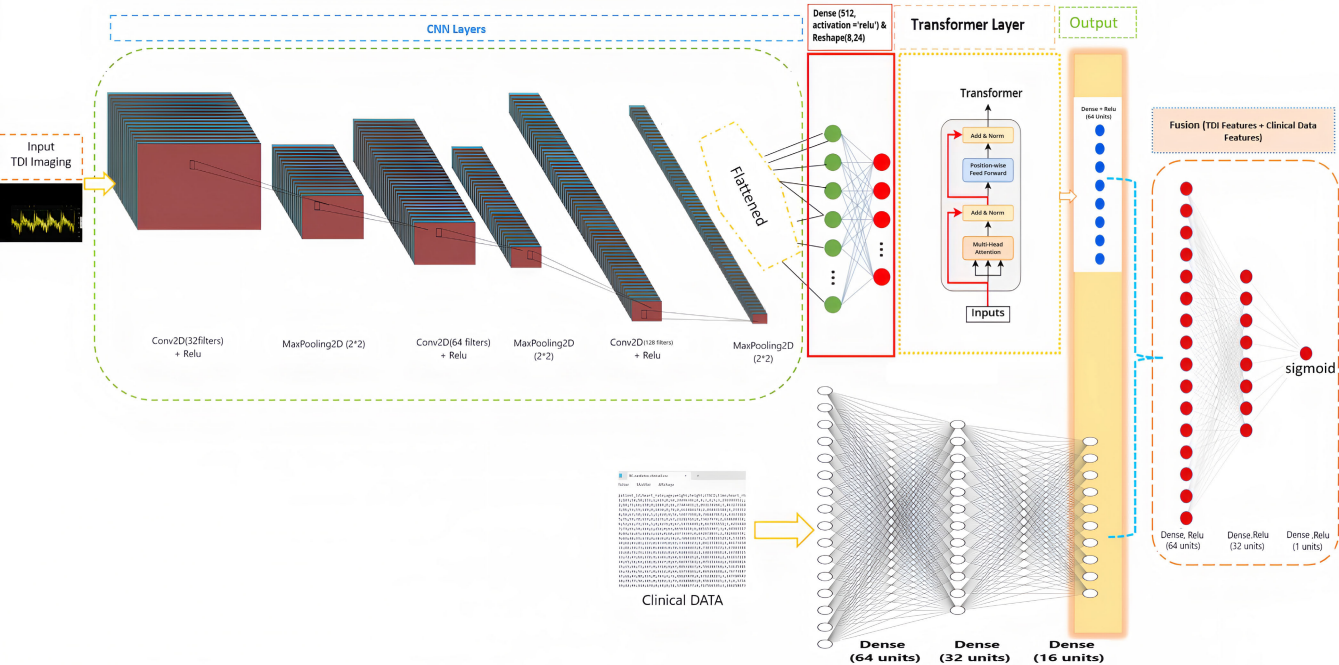 CNN Layers
Dense (512,
activation ='relu') &
Reshape(8,24)
Transformer Layer
Output
Input
TDI Imaging
Flattened
Transformer
Add & Norm
Position-wise
Feed Forward
Add & Norm
Multi-Head
Attention
Inputs
Dense + Relu
(64 Units)
Fusion (TDI Features + Clinical Data
Features)
sigmoid
Conv2D(32filters)
+ Relu
MaxPooling2D (2*2)
Conv2D(64 filters)
+ Relu
MaxPooling2D
(2*2)
Conv2D(128 filters)
+ Relu
MaxPooling2D
(2*2)
Dense, Relu
(64 units)
Dense,Relu
(32 units)
Dense ,Relu
(1 units)
Clinical DATA
Dense
(64 units)
Dense
(32 units)
Dense
(16 units)